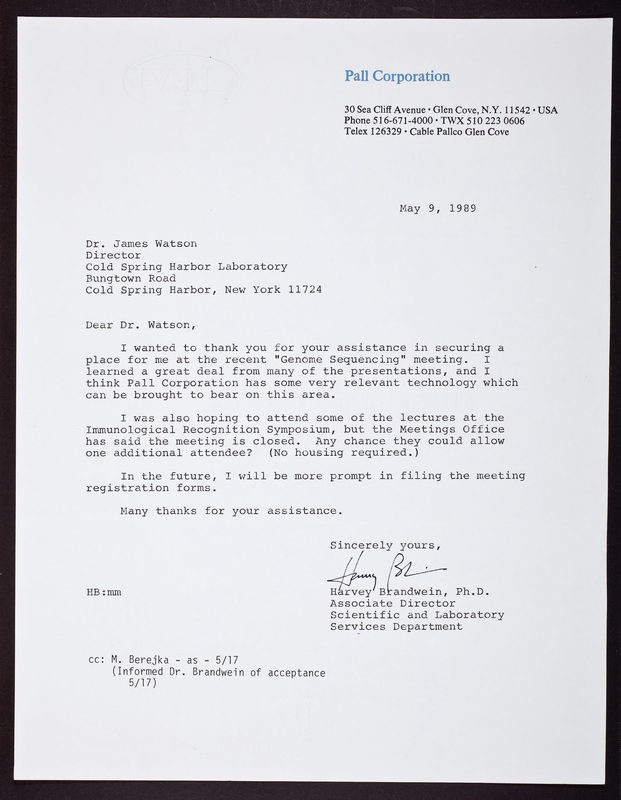 PALL
Pall Corporation
30 Sea Cliff Avenue • Glen Cove, N.Y. 11542 • USA
Phone 516-671-4000 • TWX 510 223 0606
Telex 126329 • Cable Pallco Glen Cove
May 9, 1989
Dr. James Watson
Director
Cold Spring Harbor Laboratory
Bungtown Road
Cold Spring Harbor, New York 11724
Dear Dr. Watson,
I wanted to thank you for your assistance in securing a
place for me at the recent "Genome Sequencing" meeting. I
learned a great deal from many of the presentations, and I
think Pall Corporation has some very relevant technology which
can be brought to bear on this area.
I was also hoping to attend some of the lectures at the
Immunological Recognition Symposium, but the Meetings Office
has said the meeting is closed. Any chance they could allow
one additional attendee? (No housing required.)
In the future, I will be more prompt in filing the meeting
registration forms.
Many thanks for your assistance.
Sincerely yours,
HB:mm
Harvey Brandwein, Ph.D.
Associate Director
Scientific and Laboratory
Services Department
cc: M. Berejka - as - 5/17
(Informed Dr. Brandwein of acceptance
5/17)